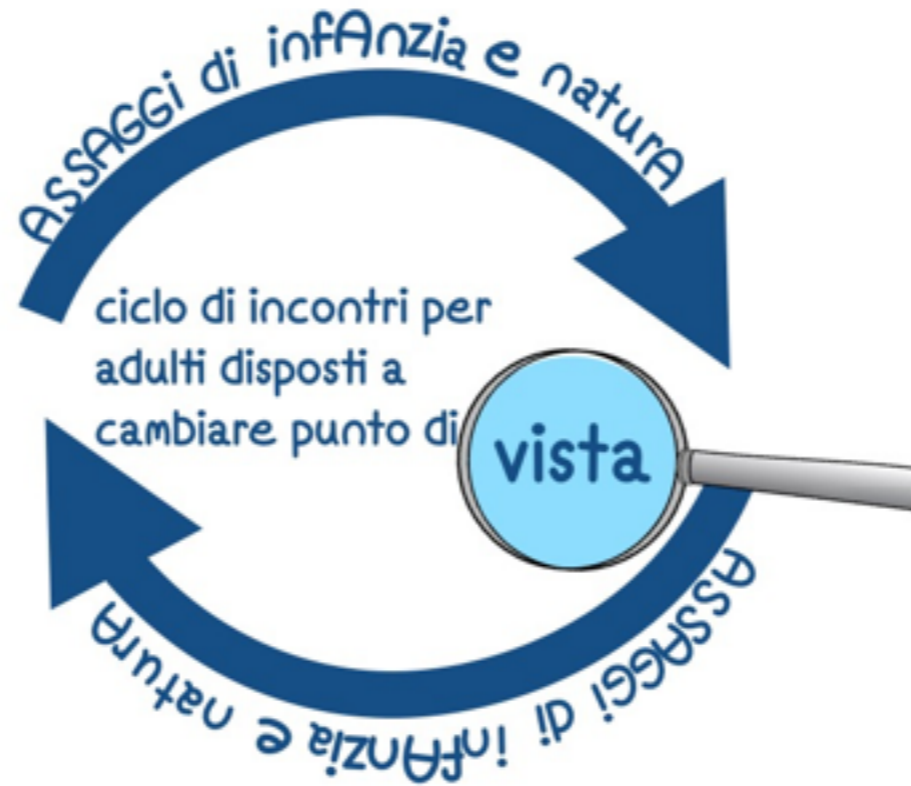 ASSAGGi di infAnzia e naturA
ciclo di incontri per
adulti disposti a
cambiare punto di
vista
ASSAGGi di infAnzia e naturA